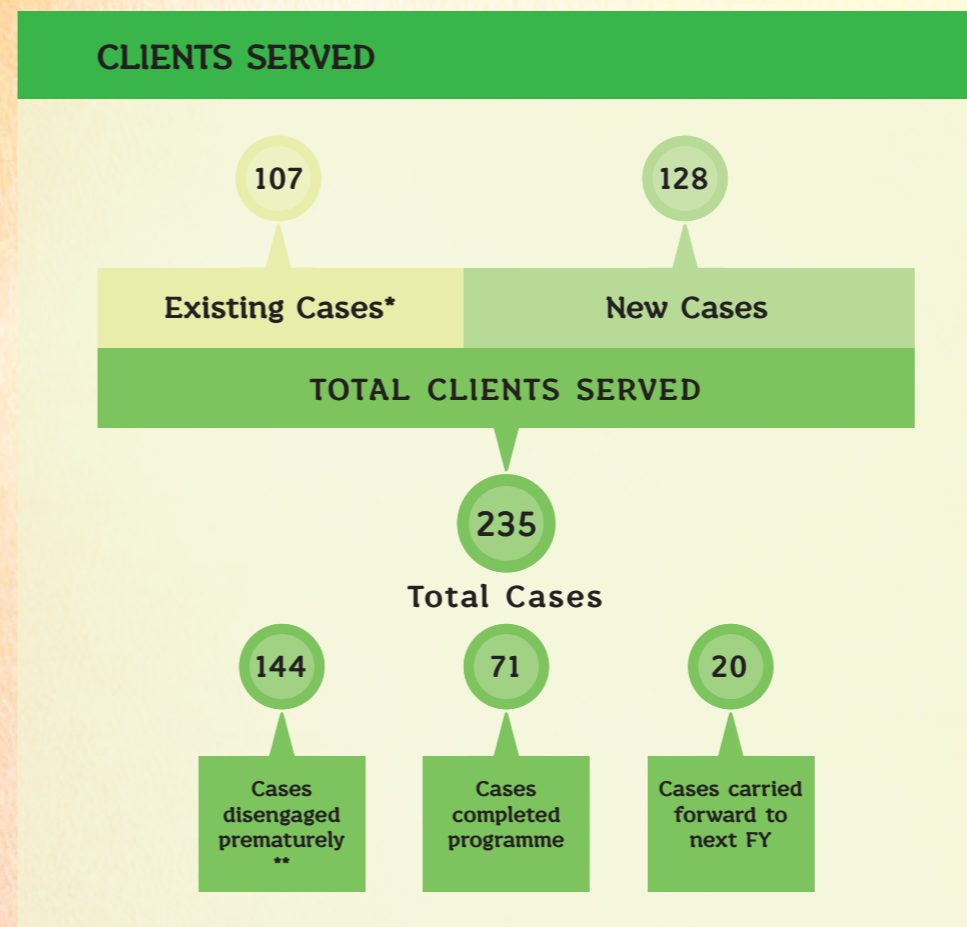 CLIENTS SERVED
107
128
Existing Cases*
New Cases
TOTAL CLIENTS SERVED
235
Total Cases
144
71
20
Cases
disengaged
prematurely
**
Cases
completed
programme
Cases carried
forward to
next FY